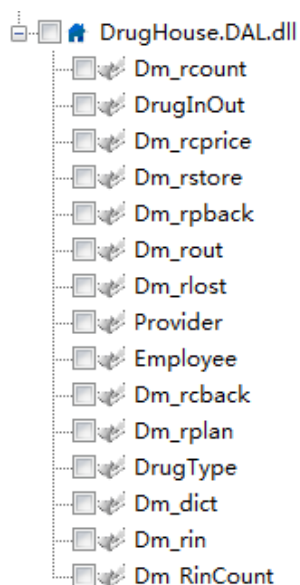 DrugHouse.DAL.dll
Dm_rcount
DrugInOut
Dm_rcprice
Dm_rstore
Dm_rpback
Dm_rout
Dm_rlost
Provider
Employee
Dm_rcback
Dm_rplan
DrugType
Dm_dict
Dm_rin
Dm_RinCount